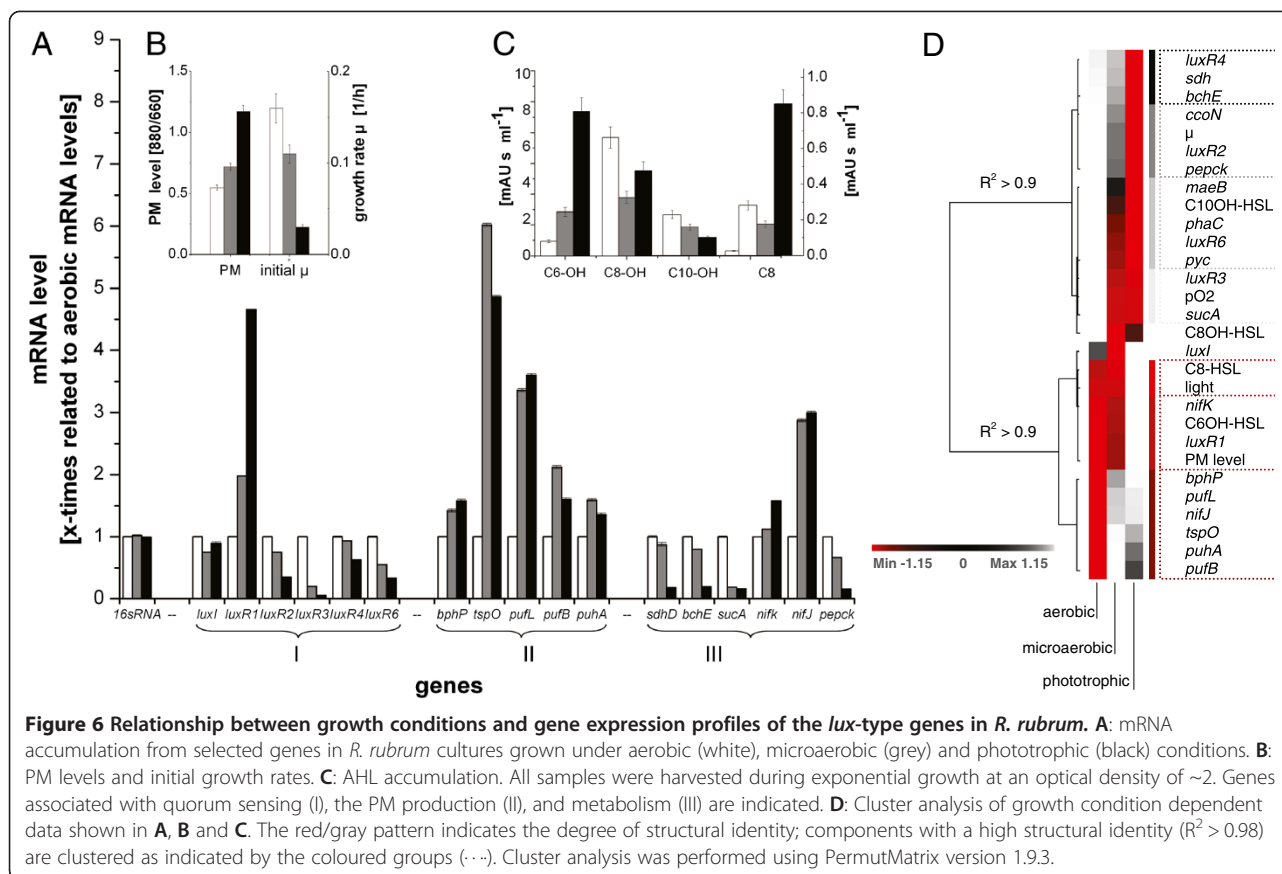 A
B
C
D
mRNA level
[x-times related to aerobic mRNA levels]
9
8
7
6
5
4
3
2
1
0
16sRNA -- luxI luxR1 luxR2 luxR3 luxR4 luxR6 -- bphP tspO pufL pufB puhA -- sdhD bchE sucA nifk nifJ pepck
I II III
genes
PM level [880/660]
1.5
1.0
0.5
0.0
growth rate µ [1/h]
0.2
0.1
0.0
PM initial µ
[mAU s ml-1]
10
8
6
4
2
0
[mAU s ml-1]
1.0
0.8
0.6
0.4
0.2
0.0
C6-OH C8-OH C10-OH C8
R2 > 0.9
R2 > 0.9
luxR4
sdh
bchE
ccoN
µ
luxR2
pepck
maeB
C10OH-HSL
phaC
luxR6
pyc
luxR3
pO2
sucA
C8OH-HSL
luxI
C8-HSL
light
nifK
C6OH-HSL
luxR1
PM level
bphP
pufL
nifJ
tspO
puhA
pufB
Min -1.15 0 Max 1.15
aerobic
microaerobic
phototrophic
Figure 6 Relationship between growth conditions and gene expression profiles of the lux-type genes in R. rubrum. A: mRNA
accumulation from selected genes in R. rubrum cultures grown under aerobic (white), microaerobic (grey) and phototrophic (black) conditions. B:
PM levels and initial growth rates. C: AHL accumulation. All samples were harvested during exponential growth at an optical density of ~2. Genes
associated with quorum sensing (I), the PM production (II), and metabolism (III) are indicated. D: Cluster analysis of growth condition dependent
data shown in A, B and C. The red/gray pattern indicates the degree of structural identity; components with a high structural identity (R2 > 0.98)
are clustered as indicated by the coloured groups (····). Cluster analysis was performed using PermutMatrix version 1.9.3.